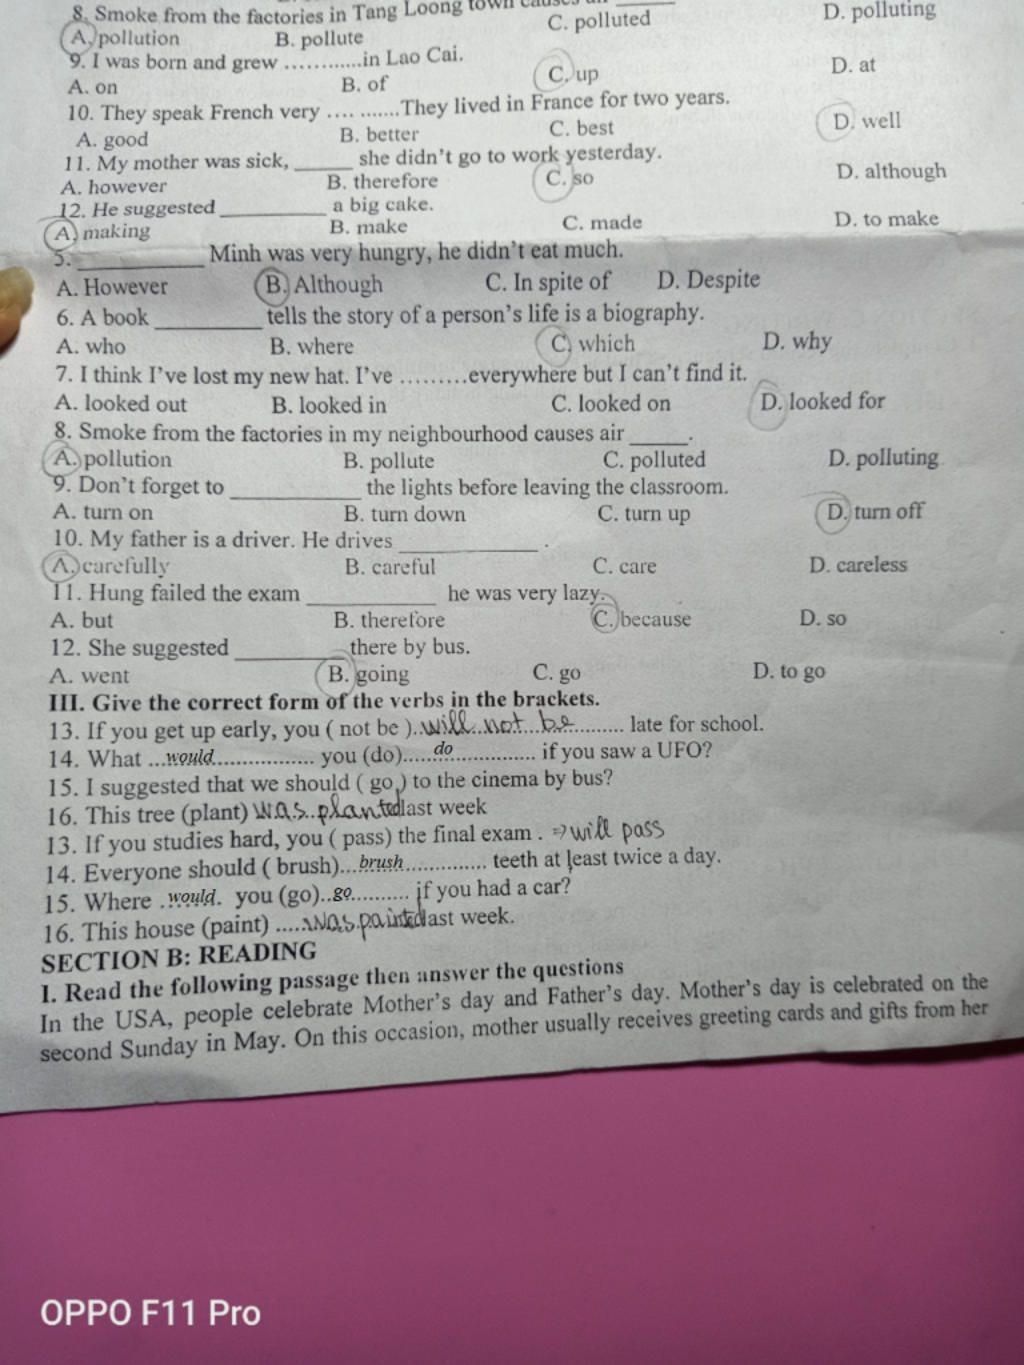 8. Smoke from the factories in Tang Loong town causes air ______
A. pollution B. pollute C. polluted D. polluting
9. I was born and grew ............in Lao Cai.
A. on B. of C. up D. at
10. They speak French very .... .......They lived in France for two years.
A. good B. better C. best D. well
11. My mother was sick, ______ she didn't go to work yesterday.
A. however B. therefore C. so D. although
12. He suggested ___________ a big cake.
A. making B. make C. made D. to make
5. ____________ Minh was very hungry, he didn't eat much.
A. However B. Although C. In spite of D. Despite
6. A book ___________ tells the story of a person's life is a biography.
A. who B. where C. which D. why
7. I think I've lost my new hat. I've .........everywhere but I can't find it.
A. looked out B. looked in C. looked on D. looked for
8. Smoke from the factories in my neighbourhood causes air ______.
A. pollution B. pollute C. polluted D. polluting
9. Don't forget to _____________ the lights before leaving the classroom.
A. turn on B. turn down C. turn up D. turn off
10. My father is a driver. He drives ______________ .
A. carefully B. careful C. care D. careless
11. Hung failed the exam _____________ he was very lazy.
A. but B. therefore C. because D. so
12. She suggested ___________ there by bus.
A. went B. going C. go D. to go
III. Give the correct form of the verbs in the brackets.
13. If you get up early, you ( not be )..will not be.......... late for school.
14. What ...would................. you (do)......do................ if you saw a UFO?
15. I suggested that we should ( go ) to the cinema by bus?
16. This tree (plant) was planted last week
13. If you studies hard, you ( pass) the final exam . ⇒ will pass
14. Everyone should ( brush)...brush.............. teeth at least twice a day.
15. Where .would. you (go)..go.......... if you had a car?
16. This house (paint) .....was painted last week.
SECTION B: READING
I. Read the following passage then answer the questions
In the USA, people celebrate Mother's day and Father's day. Mother's day is celebrated on the
second Sunday in May. On this occasion, mother usually receives greeting cards and gifts from her
OPPO F11 Pro